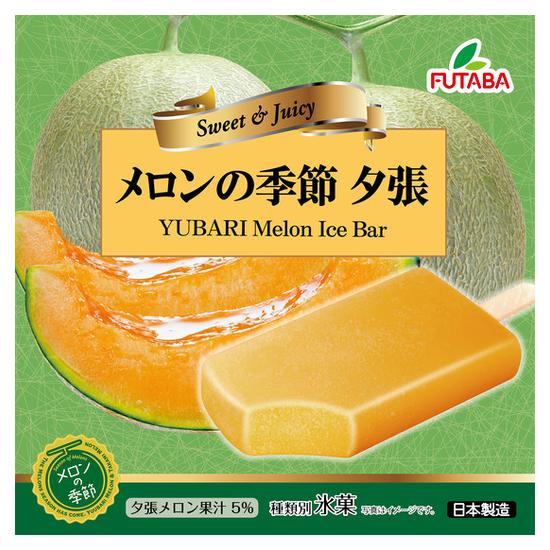 FUTABA
Sweet & Juicy
メロンの季節 夕張
YUBARI Melon Ice Bar
メロンの季節
夕張メロン果汁5% 種類別 氷菓 写真はイメージです。 日本製造